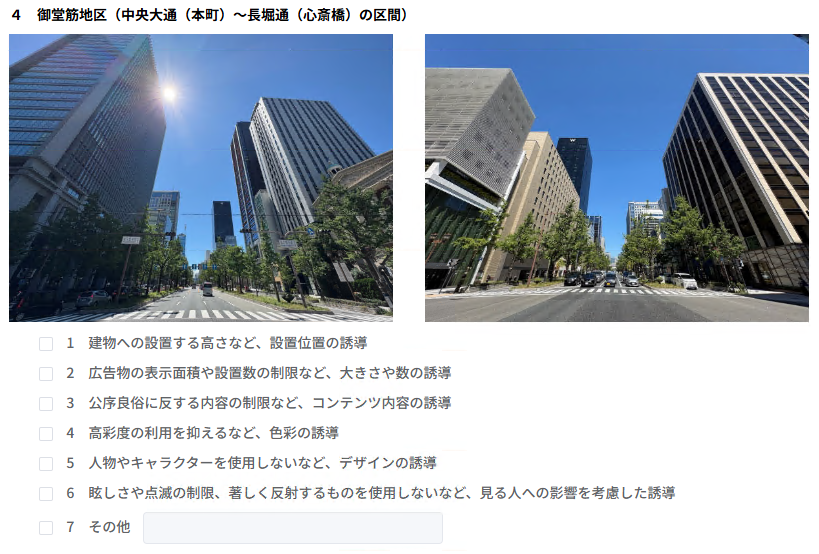 4 御堂筋地区（中央大通（本町）～長堀通（心斎橋）の区間）
1 建物への設置する高さなど、設置位置の誘導
2 広告物の表示面積や設置数の制限など、大きさや数の誘導
3 公序良俗に反する内容の制限など、コンテンツ内容の誘導
4 高彩度の利用を抑えるなど、色彩の誘導
5 人物やキャラクターを使用しないなど、デザインの誘導
6 眩しさや点滅の制限、著しく反射するものを使用しないなど、見る人への影響を考慮した誘導
7 その他